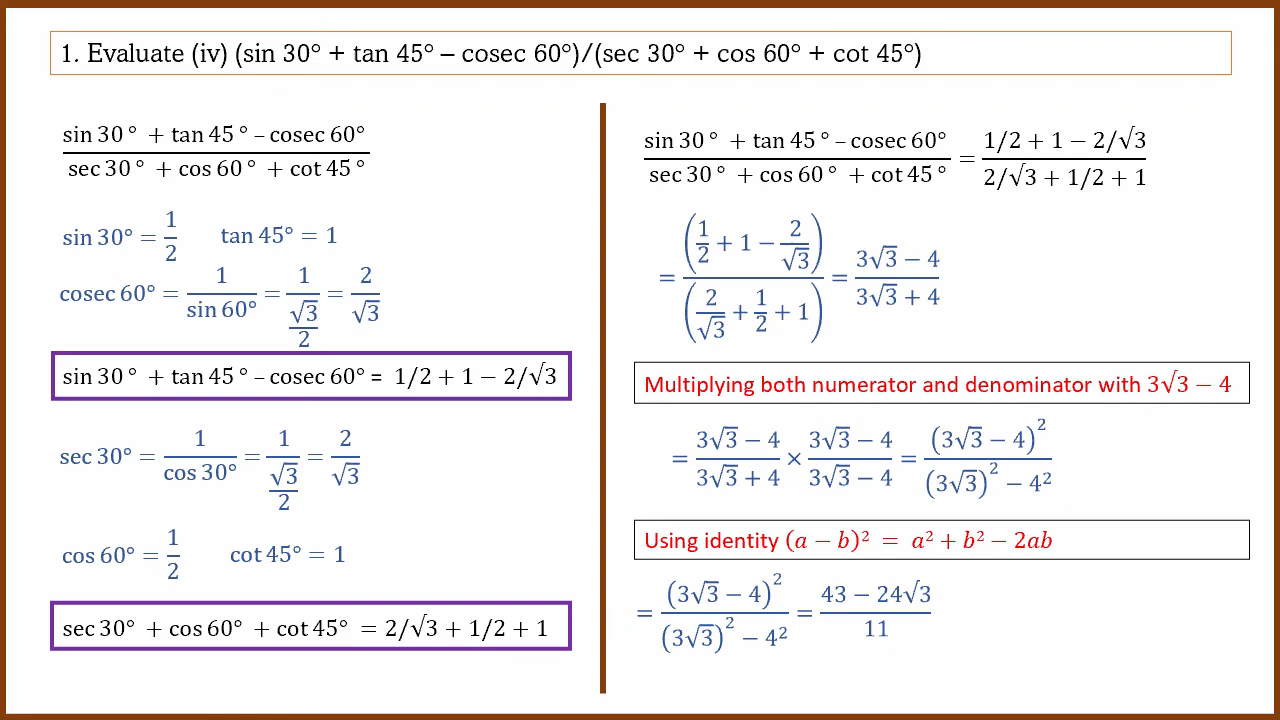 1. Evaluate (iv) (sin 30° + tan 45° – cosec 60°)/(sec 30° + cos 60° + cot 45°)
(sin 30° + tan 45° – cosec 60°)/(sec 30° + cos 60° + cot 45°)
sin 30° = 1/2 tan 45° = 1
cosec 60° = 1/(sin 60°) = 1/(√3/2) = 2/√3
sin 30° + tan 45° – cosec 60° = 1/2 + 1 − 2/√3
sec 30° = 1/(cos 30°) = 1/(√3/2) = 2/√3
cos 60° = 1/2 cot 45° = 1
sec 30° + cos 60° + cot 45° = 2/√3 + 1/2 + 1
(sin 30° + tan 45° – cosec 60°)/(sec 30° + cos 60° + cot 45°) = (1/2 + 1 − 2/√3)/(2/√3 + 1/2 + 1)
= (1/2 + 1 − 2/√3)/(2/√3 + 1/2 + 1) = (3√3 − 4)/(3√3 + 4)
Multiplying both numerator and denominator with 3√3 − 4
= (3√3 − 4)/(3√3 + 4) × (3√3 − 4)/(3√3 − 4) = (3√3 − 4)²/((3√3)² − 4²)
Using identity (a − b)² = a² + b² − 2ab
= (3√3 − 4)²/((3√3)² − 4²) = (43 − 24√3)/11